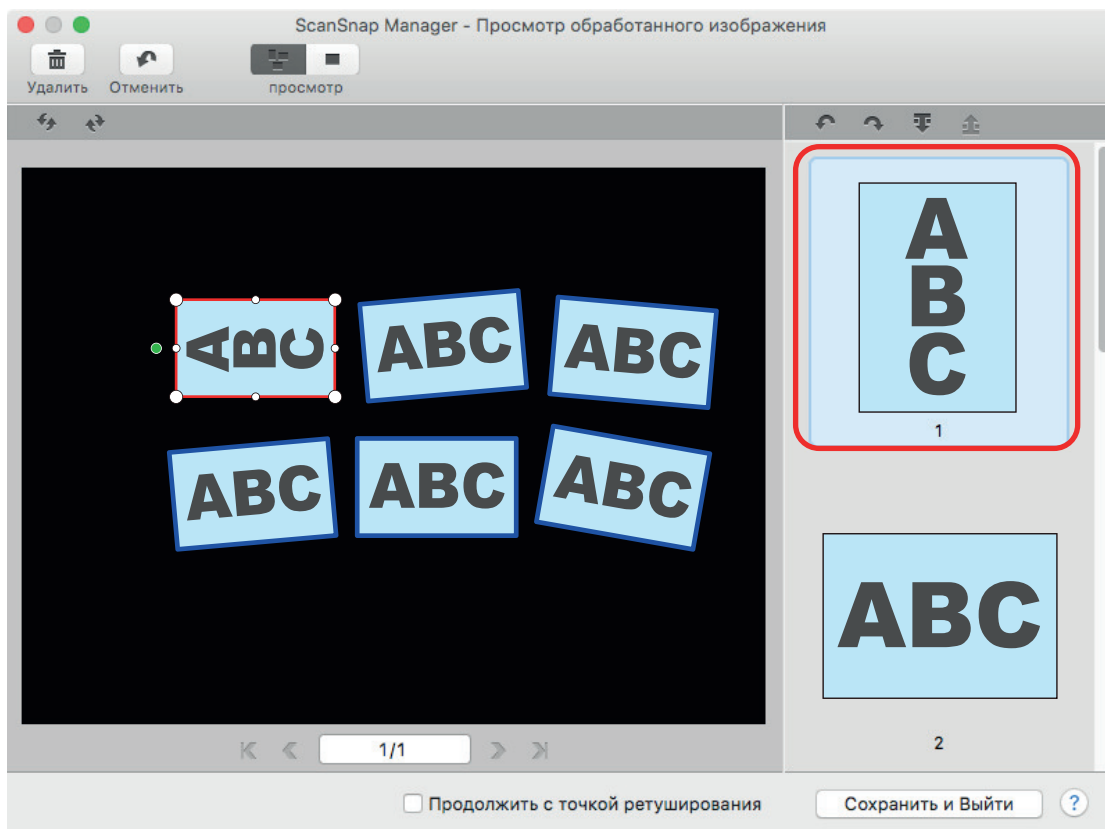 ScanSnap Manager - Просмотр обработанного изображения
Удалить Отменить просмотр
ABC
ABC
ABC
ABC
ABC
ABC
A
B
C
1
ABC
2
1/1
Продолжить с точкой ретуширования
Сохранить и Выйти
?